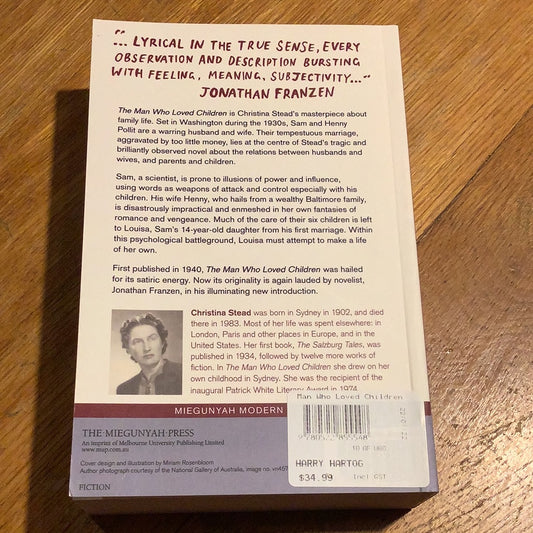 "... LYRICAL IN THE TRUE SENSE, EVERY
OBSERVATION AND DESCRIPTION BURSTING
WITH FEELING, MEANING, SUBJECTIVITY..."
JONATHAN FRANZEN
The Man Who Loved Children is Christina Stead's masterpiece about
family life. Set in Washington during the 1930s, Sam and Henny
Pollit are a warring husband and wife. Their tempestuous marriage,
aggravated by too little money, lies at the centre of Stead's tragic and
brilliantly observed novel about the relations between husbands and
wives, and parents and children.
Sam, a scientist, is prone to illusions of power and influence,
using words as weapons of attack and control especially with his
children. His wife Henny, who hails from a wealthy Baltimore family,
is disastrously impractical and enmeshed in her own fantasies of
romance and vengeance. Much of the care of their six children is left
to Louisa, Sam's 14-year-old daughter from his first marriage. Within
this psychological battleground, Louisa must attempt to make a life
of her own.
First published in 1940, The Man Who Loved Children was hailed
for its satiric energy. Now its originality is again lauded by novelist,
Jonathan Franzen, in his illuminating new introduction.
Christina Stead was born in Sydney in 1902, and died
there in 1983. Most of her life was spent elsewhere: in
London, Paris and other places in Europe, and in the
United States. Her first book, The Salzburg Tales, was
published in 1934, followed by twelve more works of
fiction. In The Man Who Loved Children she drew on her
own childhood in Sydney. She was the recipient of the
inaugural Patrick White Literary Award in 1974
MIEGUNYAH MODERN
Man Who Loved Children
THE·MIEGUNYAH·PRESS
An imprint of Melbourne University Publishing Limited
www.mup.com.au
9780522855548
HARRY HARTOG
$34.99 Incl GST
Cover design and illustration by Miriam Rosenbloom
Author photograph courtesy of the National Gallery of Australia, image no.
FICTION